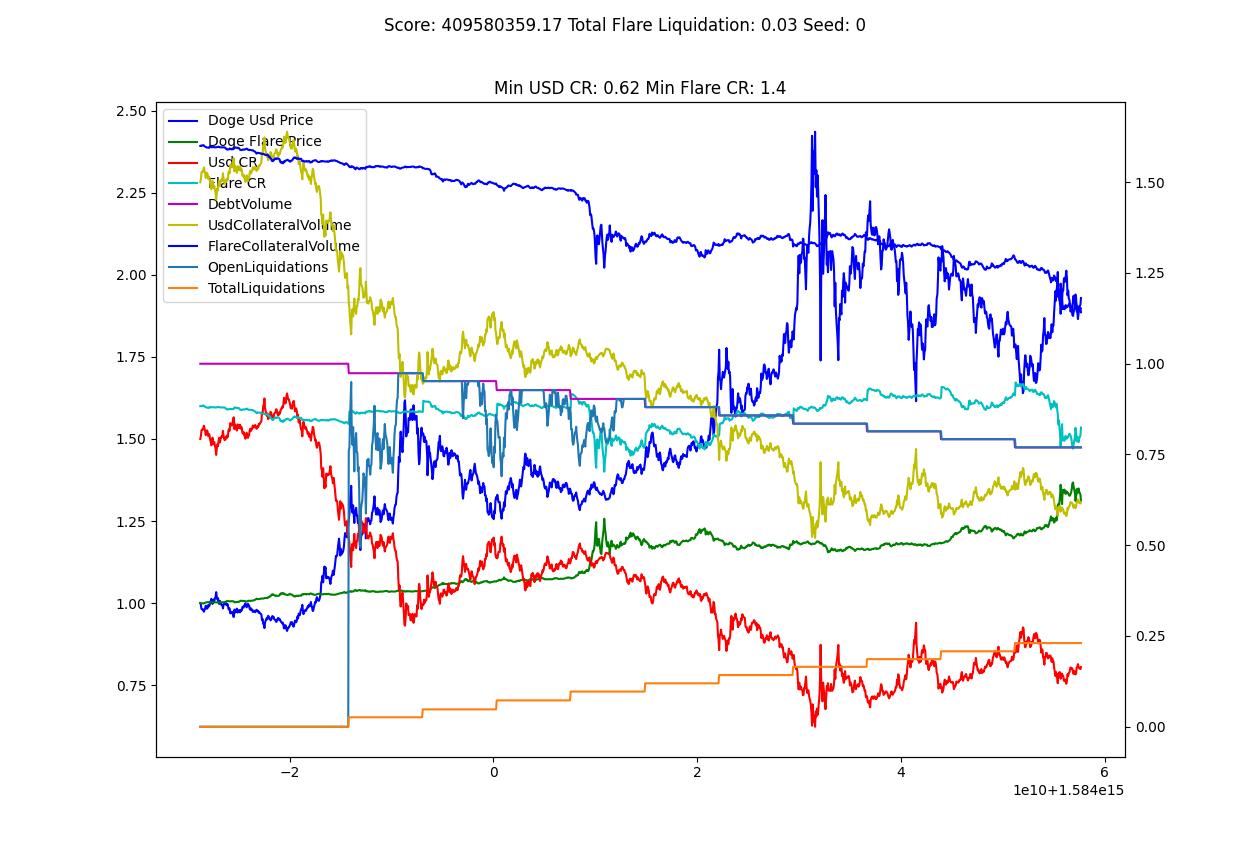 Score: 409580359.17 Total Flare Liquidation: 0.03 Seed: 0
Min USD CR: 0.62 Min Flare CR: 1.4
Doge Usd Price
Doge Flare Price
Usd CR
Flare CR
DebtVolume
UsdCollateralVolume
FlareCollateralVolume
OpenLiquidations
TotalLiquidations
2.50
2.25
2.00
1.75
1.50
1.25
1.00
0.75
1.50
1.25
1.00
0.75
0.50
0.25
0.00
−2 0 2 4 6
1e10+1.584e15